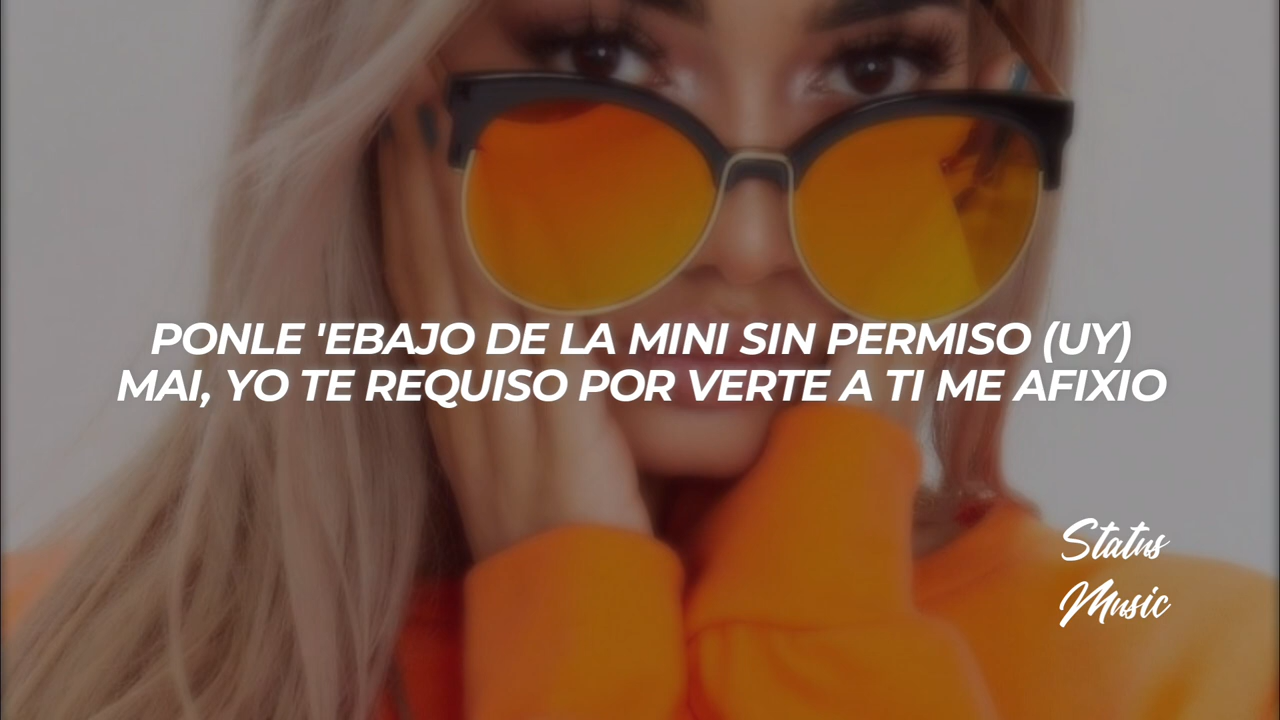 PONLE 'EBAJO DE LA MINI SIN PERMISO (UY)
MAI, YO TE REQUISO POR VERTE A TI ME AFIXIO
Status
Music